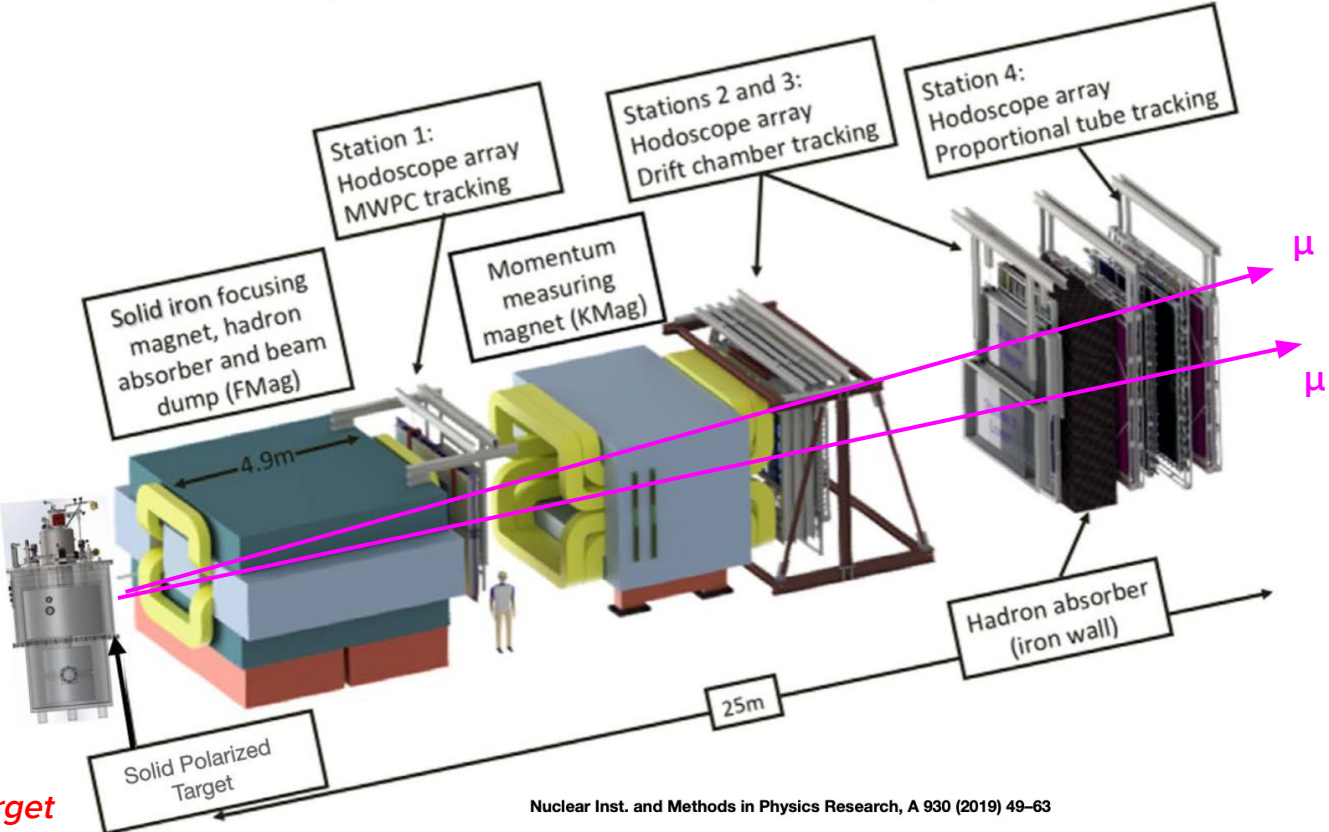 Station 4:
Hodoscope array
Proportional tube tracking
Stations 2 and 3:
Hodoscope array
Drift chamber tracking
Station 1:
Hodoscope array
MWPC tracking
μ
Momentum
measuring
magnet (KMag)
Solid iron focusing
magnet, hadron
absorber and beam
dump (FMag)
μ
4.9m
Hadron absorber
(iron wall)
25m
Solid Polarized
Target
rget
Nuclear Inst. and Methods in Physics Research, A 930 (2019) 49–63